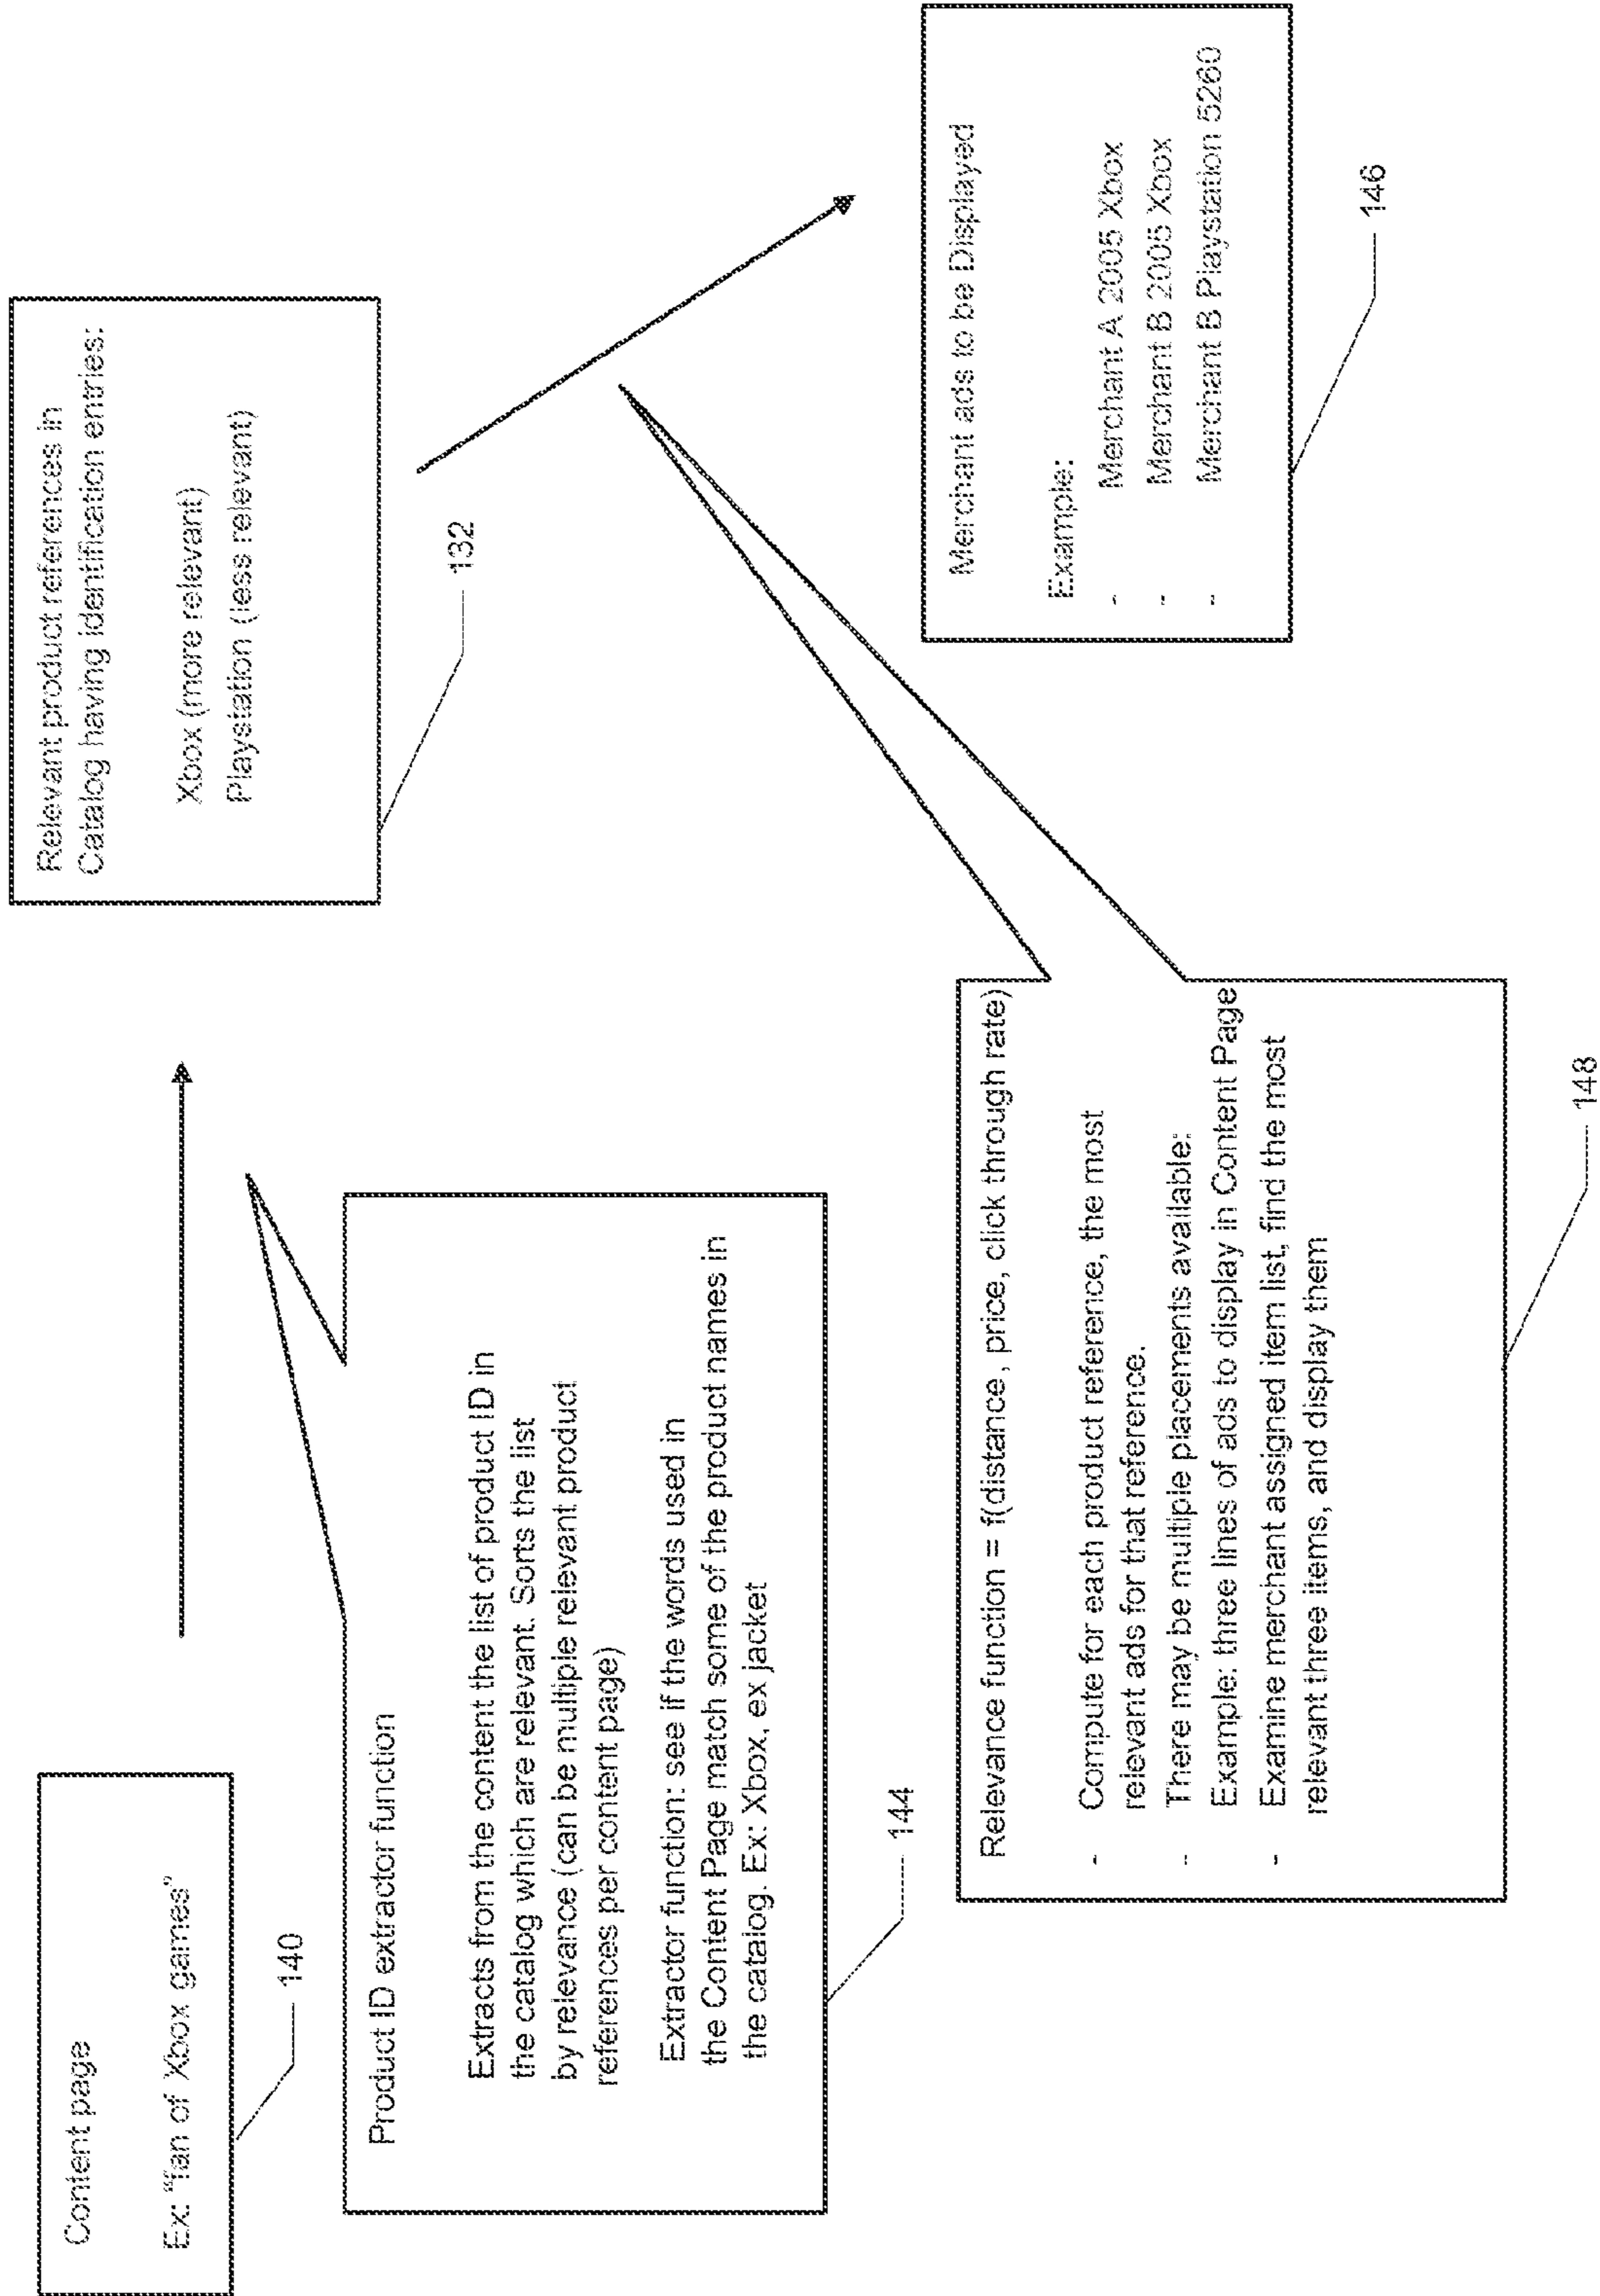 Content page
Ex: "fan of Xbox games"
140
Relevant product references in
Catalog having identification entries:
Xbox (more relevant)
Playstation (less relevant)
132
Product ID extractor function
Extracts from the content the list of product ID in
the catalog which are relevant. Sorts the list
by relevance (can be multiple relevant product
references per content page)
Extractor function: see if the words used in
the Content Page match some of the product names in
the catalog. Ex: Xbox, ex jacket
144
Relevance function = f(distance, price, click through rate)
- Compute for each product reference, the most
relevant ads for that reference.
- There may be multiple placements available:
Example: three lines of ads to display in Content Page
- Examine merchant assigned item list, find the most
relevant three items, and display them
148
Merchant ads to be Displayed
Example:
- Merchant A 2005 Xbox
- Merchant B 2005 Xbox
- Merchant B Playstation 5260
146